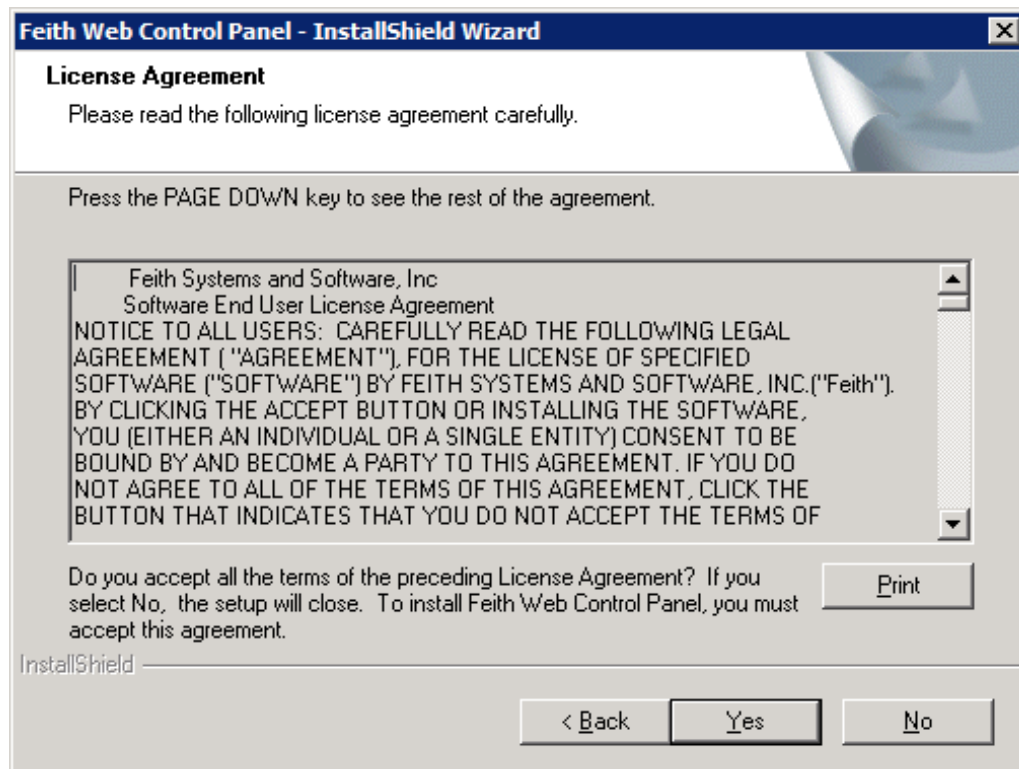 Feith Web Control Panel - InstallShield Wizard
License Agreement
Please read the following license agreement carefully.
Press the PAGE DOWN key to see the rest of the agreement.
Feith Systems and Software, Inc
Software End User License Agreement
NOTICE TO ALL USERS:  CAREFULLY READ THE FOLLOWING LEGAL
AGREEMENT ( "AGREEMENT"), FOR THE LICENSE OF SPECIFIED
SOFTWARE ("SOFTWARE") BY FEITH SYSTEMS AND SOFTWARE, INC.("Feith").
BY CLICKING THE ACCEPT BUTTON OR INSTALLING THE SOFTWARE,
YOU (EITHER AN INDIVIDUAL OR A SINGLE ENTITY) CONSENT TO BE
BOUND BY AND BECOME A PARTY TO THIS AGREEMENT. IF YOU DO
NOT AGREE TO ALL OF THE TERMS OF THIS AGREEMENT, CLICK THE
BUTTON THAT INDICATES THAT YOU DO NOT ACCEPT THE TERMS OF
Do you accept all the terms of the preceding License Agreement?  If you
select No,  the setup will close.  To install Feith Web Control Panel, you must
accept this agreement.
Print
InstallShield
< Back
Yes
No